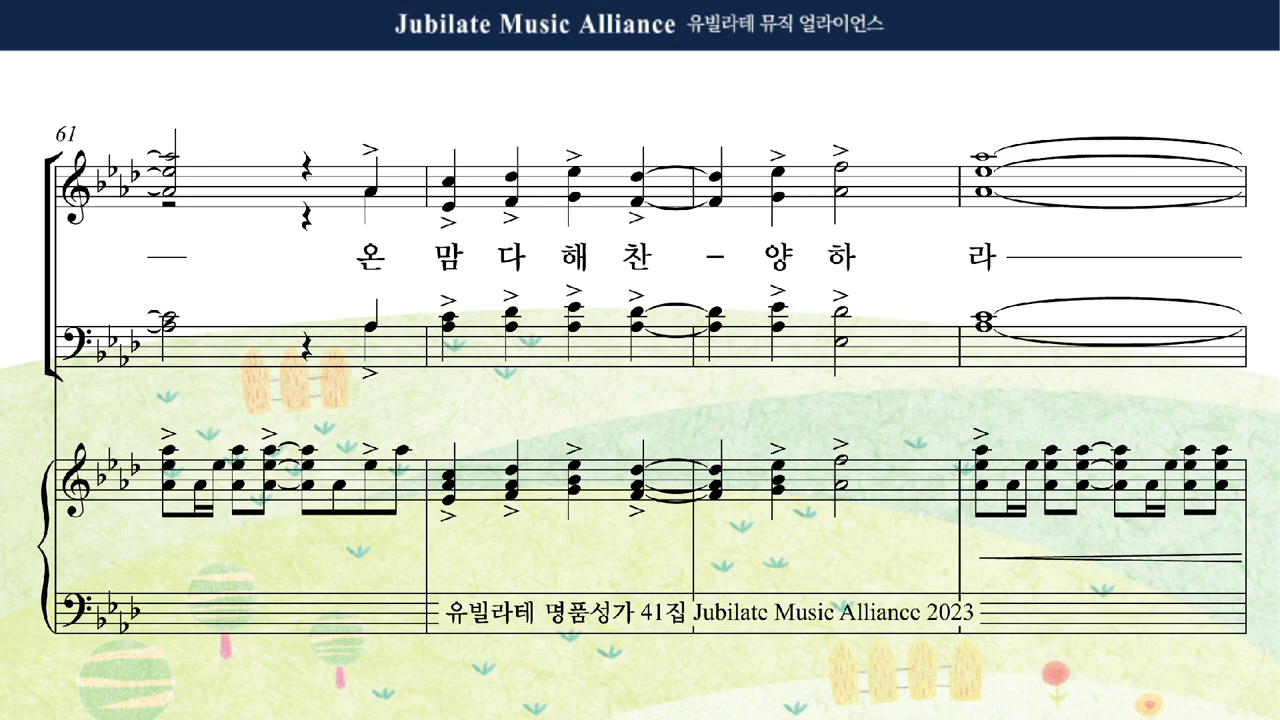 Jubilate Music Alliance 유빌라테 뮤직 얼라이언스
61
온 맘 다 해 찬 - 양 하 라
유빌라테 명품성가 41집 Jubilate Music Alliance 2023